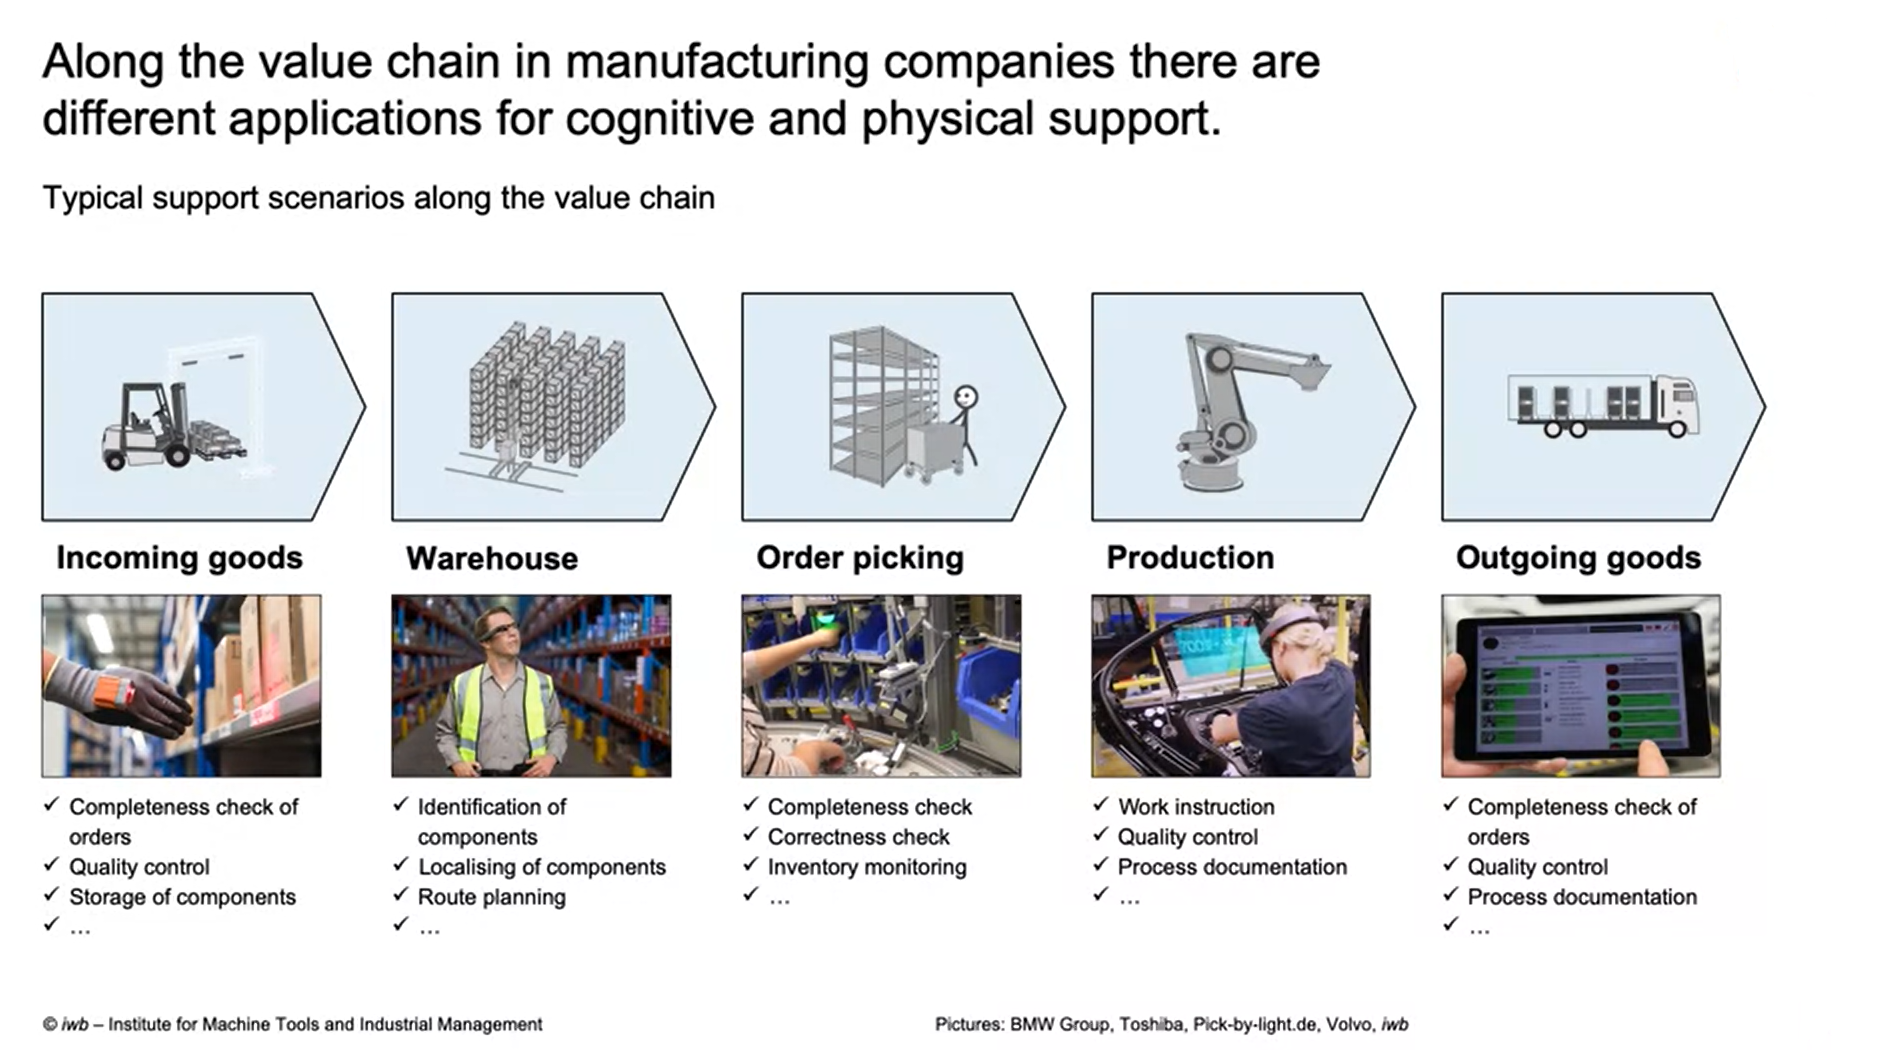 Along the value chain in manufacturing companies there are
different applications for cognitive and physical support.
Typical support scenarios along the value chain
Incoming goods
Warehouse
Order picking
Production
Outgoing goods
✓ Completeness check of
orders
✓ Quality control
✓ Storage of components
✓ ...
✓ Identification of
components
✓ Localising of components
✓ Route planning
✓ ...
✓ Completeness check
✓ Correctness check
✓ Inventory monitoring
✓ ...
✓ Work instruction
✓ Quality control
✓ Process documentation
✓ ...
✓ Completeness check of
orders
✓ Quality control
✓ Process documentation
✓ ...
© iwb – Institute for Machine Tools and Industrial Management
Pictures: BMW Group, Toshiba, Pick-by-light.de, Volvo, iwb